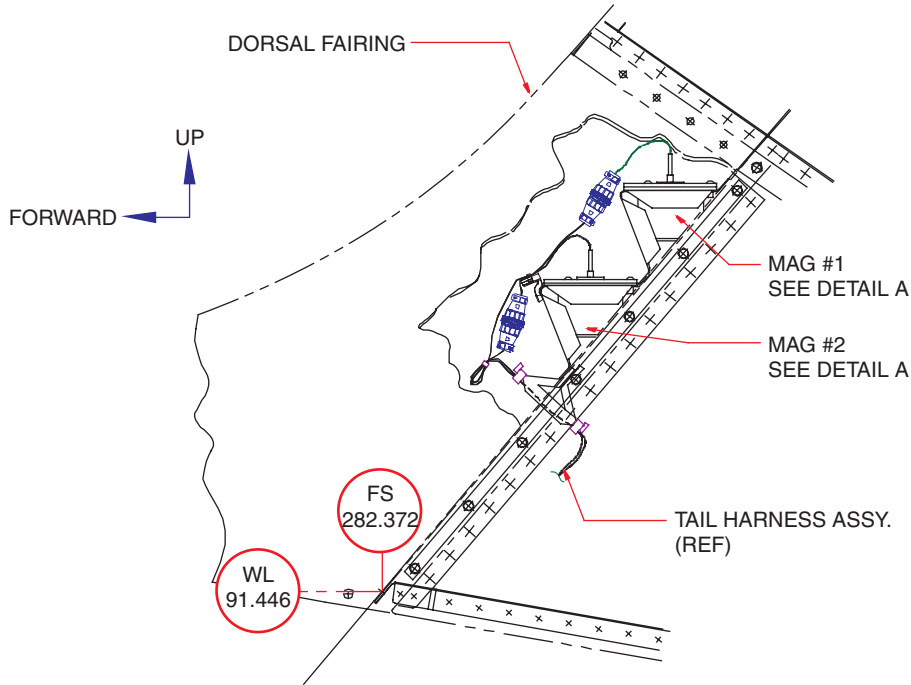 DORSAL FAIRING
UP
FORWARD
MAG #1
SEE DETAIL A
MAG #2
SEE DETAIL A
FS
282.372
TAIL HARNESS ASSY.
(REF)
WL
91.446